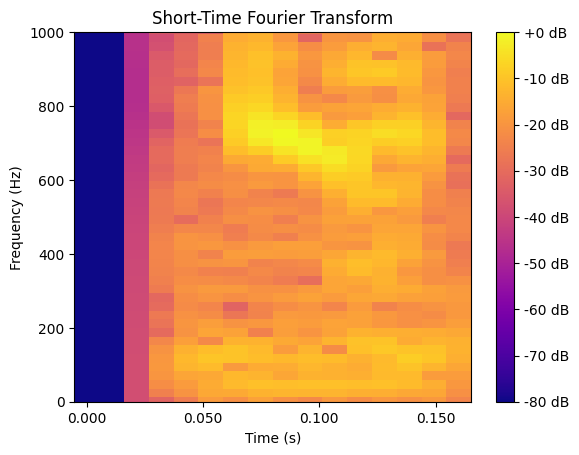 Short-Time Fourier Transform
1000
800
600
400
200
0
Frequency (Hz)
0.000
0.050
0.100
0.150
Time (s)
+0 dB
-10 dB
-20 dB
-30 dB
-40 dB
-50 dB
-60 dB
-70 dB
-80 dB